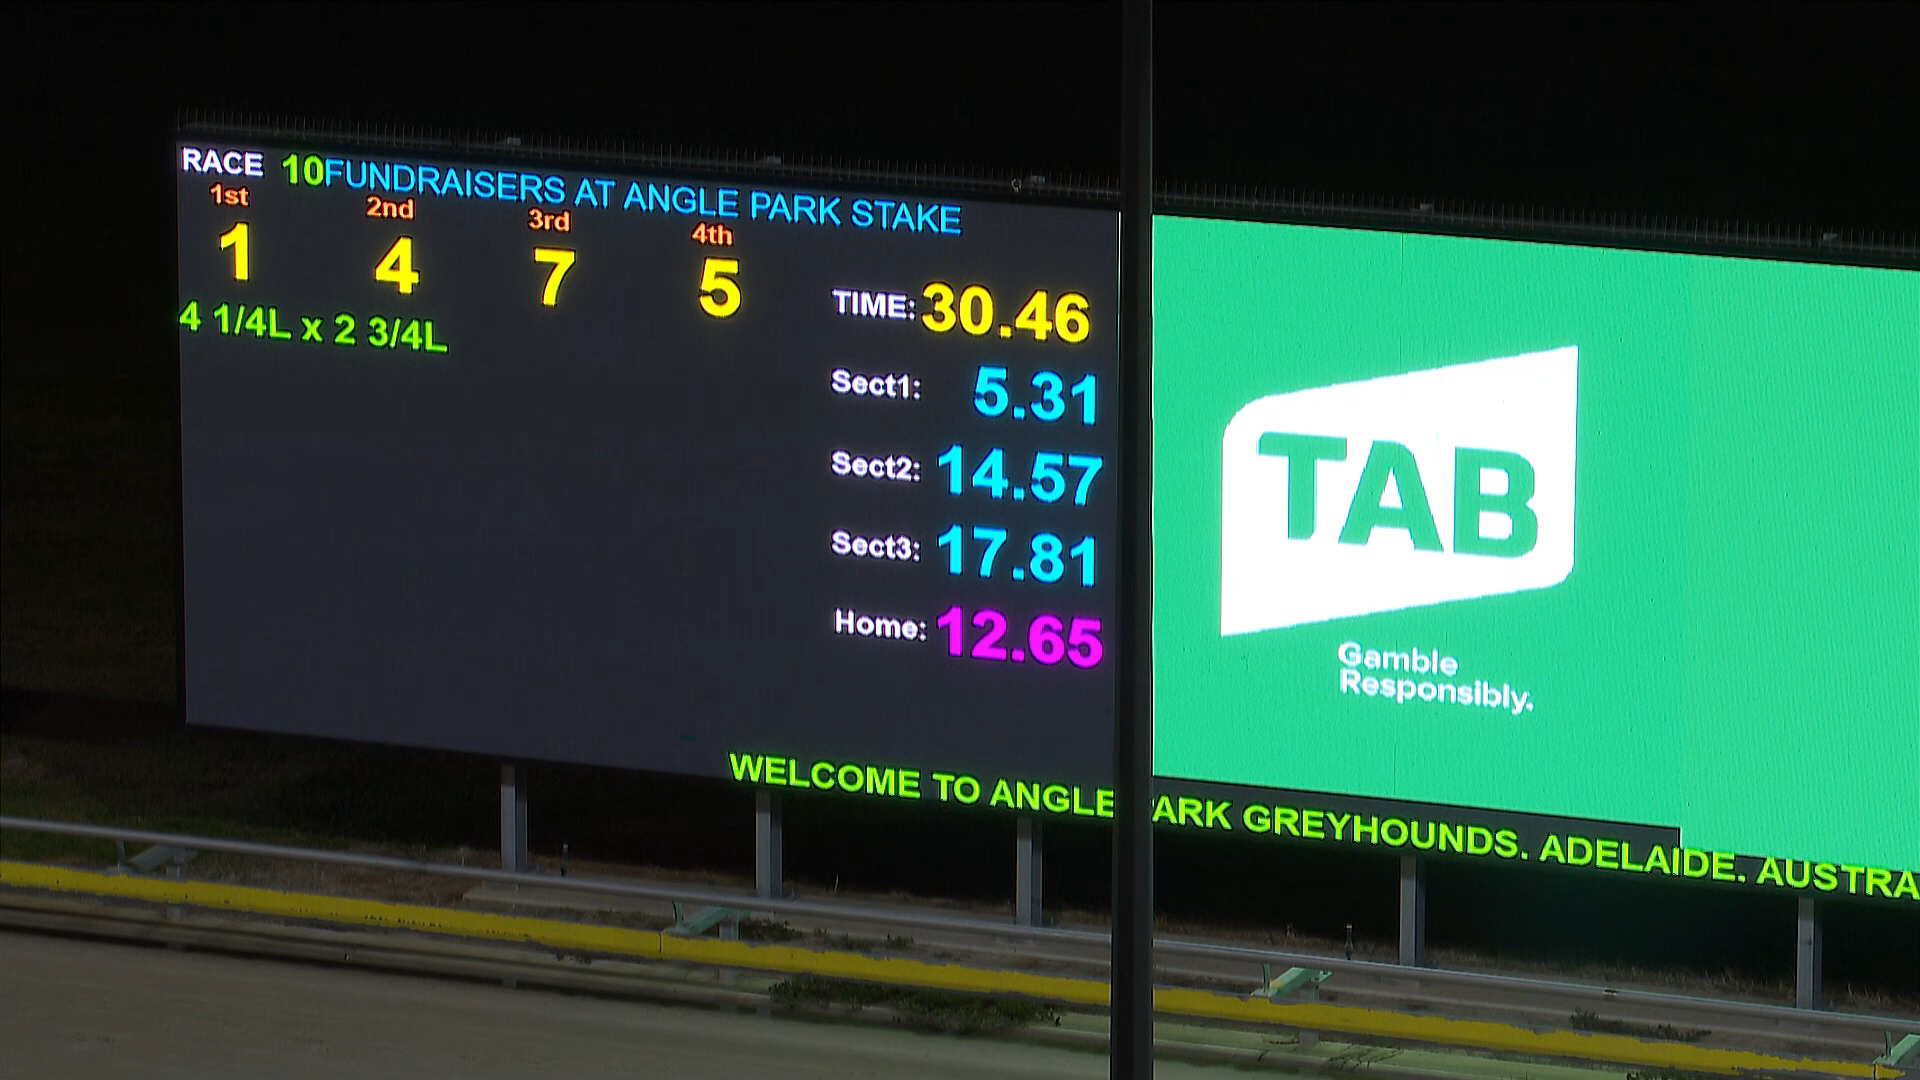 RACE 10FUNDRAISERS AT ANGLE PARK STAKE
1st 2nd 3rd 4th
1 4 7 5
4 1/4L x 2 3/4L
TIME: 30.46
Sect1: 5.31
Sect2: 14.57
Sect3: 17.81
Home: 12.65
TAB
Gamble
Responsibly.
WELCOME TO ANGLE ARK GREYHOUNDS. ADELAIDE. AUSTRA